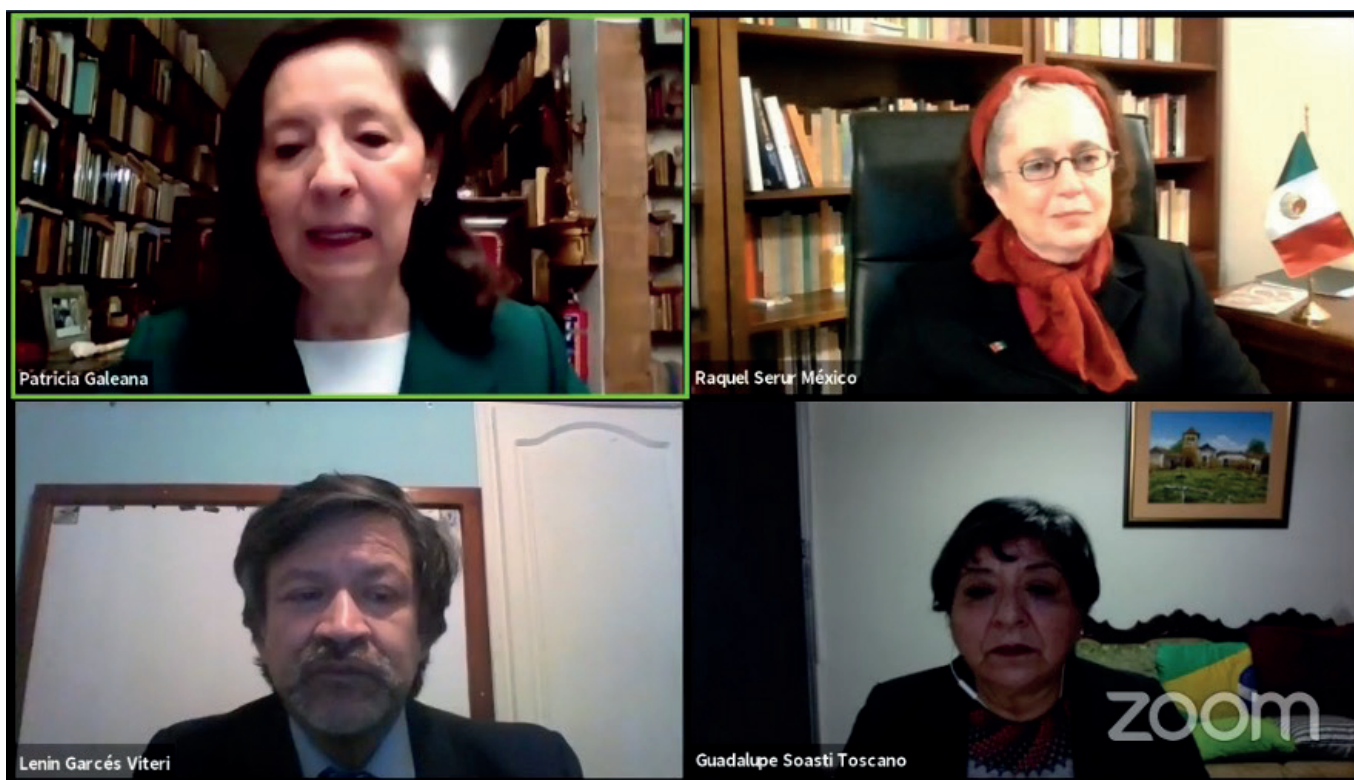 Patricia Galeana
Raquel Serur México
Lenin Garcés Viteri
Guadalupe Soasti Toscano
zoom